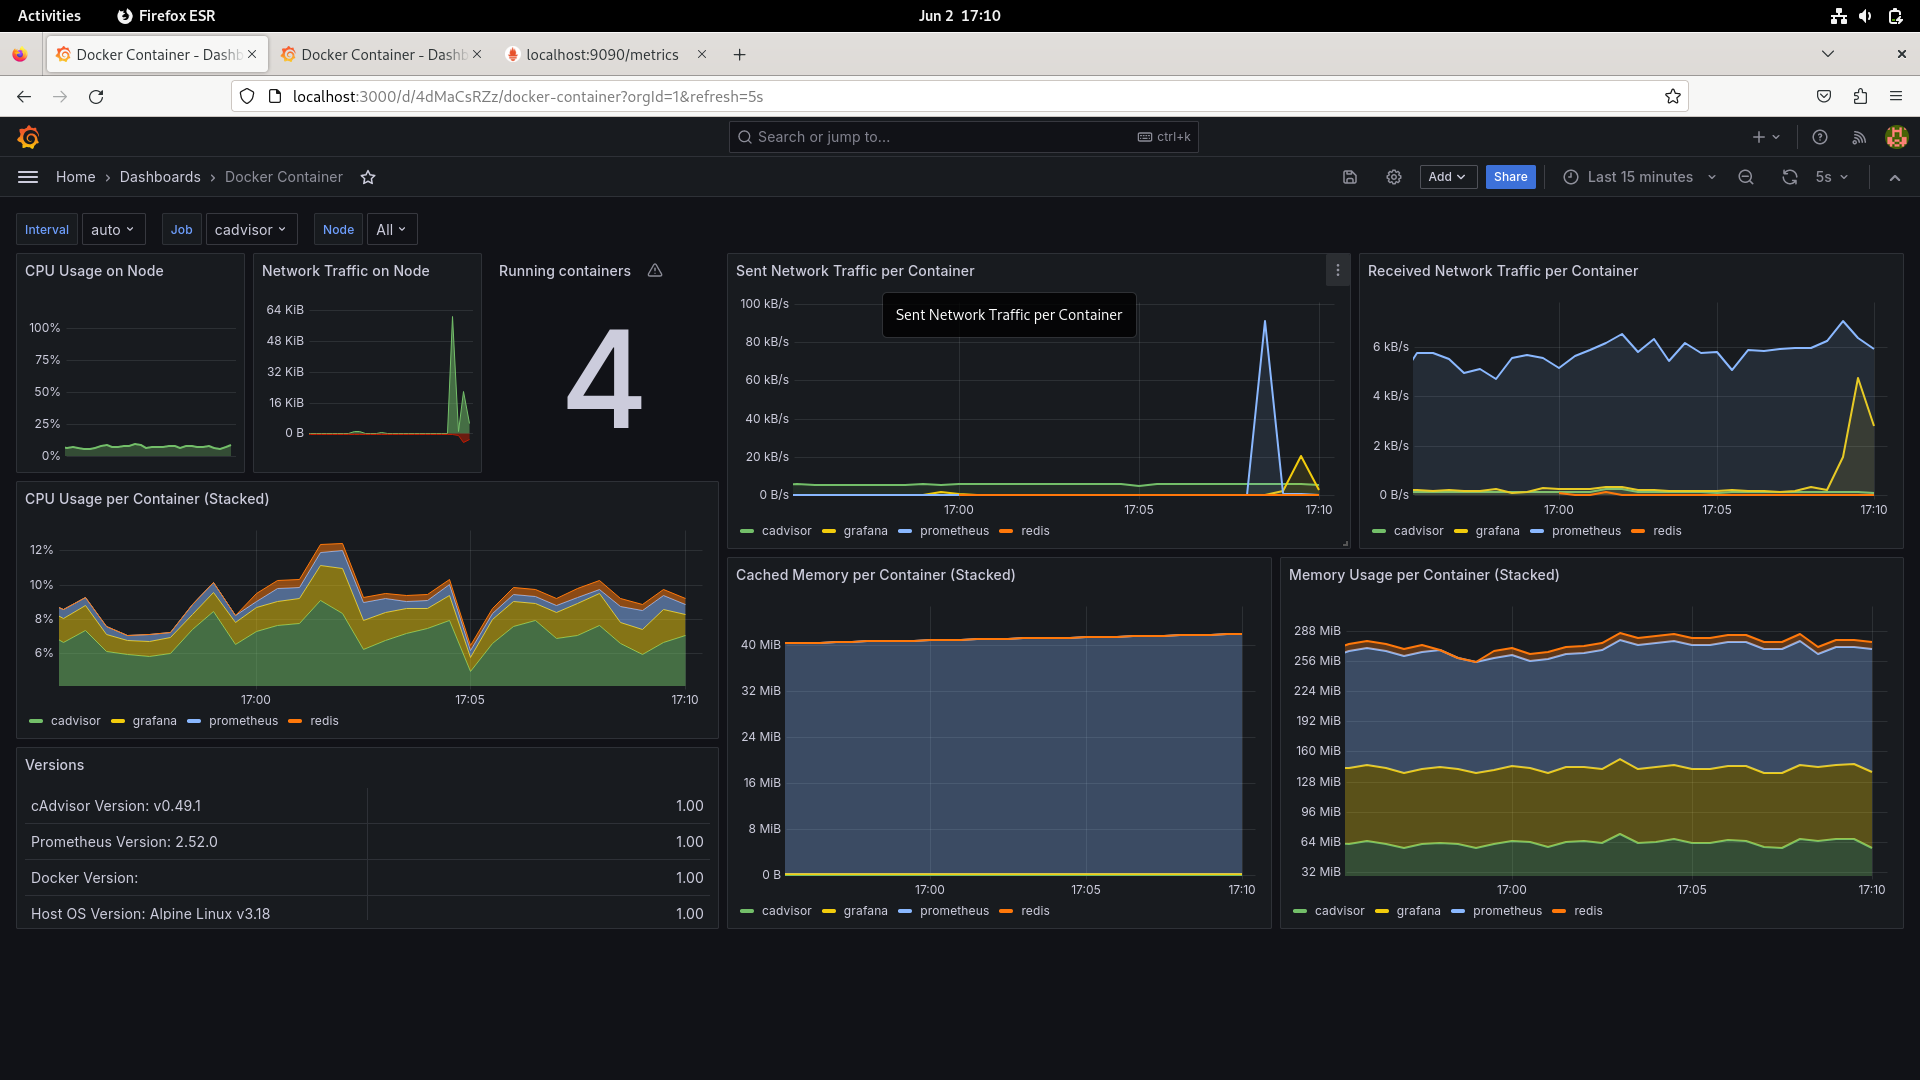 Activities
Firefox ESR
Jun 2 17:10
Docker Container - Dashb
Docker Container - Dashb
localhost:9090/metrics
localhost:3000/d/4dMaCsRZz/docker-container?orgId=1&refresh=5s
Search or jump to...
ctrl+k
Home › Dashboards › Docker Container
Add
Share
Last 15 minutes
5s
Interval
auto
Job
cadvisor
Node
All
CPU Usage on Node
100%
75%
50%
25%
0%
Network Traffic on Node
64 KiB
48 KiB
32 KiB
16 KiB
0 B
Running containers
4
Sent Network Traffic per Container
Sent Network Traffic per Container
100 kB/s
80 kB/s
60 kB/s
40 kB/s
20 kB/s
0 B/s
17:00 17:05 17:10
cadvisor grafana prometheus redis
Received Network Traffic per Container
6 kB/s
4 kB/s
2 kB/s
0 B/s
17:00 17:05 17:10
cadvisor grafana prometheus redis
CPU Usage per Container (Stacked)
12%
10%
8%
6%
17:00 17:05 17:10
cadvisor grafana prometheus redis
Cached Memory per Container (Stacked)
40 MiB
32 MiB
24 MiB
16 MiB
8 MiB
0 B
17:00 17:05 17:10
cadvisor grafana prometheus redis
Memory Usage per Container (Stacked)
288 MiB
256 MiB
224 MiB
192 MiB
160 MiB
128 MiB
96 MiB
64 MiB
32 MiB
17:00 17:05 17:10
cadvisor grafana prometheus redis
Versions
cAdvisor Version: v0.49.1 1.00
Prometheus Version: 2.52.0 1.00
Docker Version: 1.00
Host OS Version: Alpine Linux v3.18 1.00